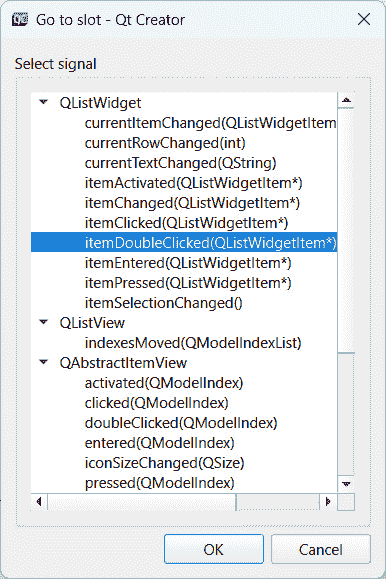 Go to slot - Qt Creator
Select signal
QListWidget
currentItemChanged(QListWidgetItem
currentRowChanged(int)
currentTextChanged(QString)
itemActivated(QListWidgetItem*)
itemChanged(QListWidgetItem*)
itemClicked(QListWidgetItem*)
itemDoubleClicked(QListWidgetItem*)
itemEntered(QListWidgetItem*)
itemPressed(QListWidgetItem*)
itemSelectionChanged()
QListView
indexesMoved(QModelIndexList)
QAbstractItemView
activated(QModelIndex)
clicked(QModelIndex)
doubleClicked(QModelIndex)
entered(QModelIndex)
iconSizeChanged(QSize)
pressed(QModelIndex)
OK Cancel